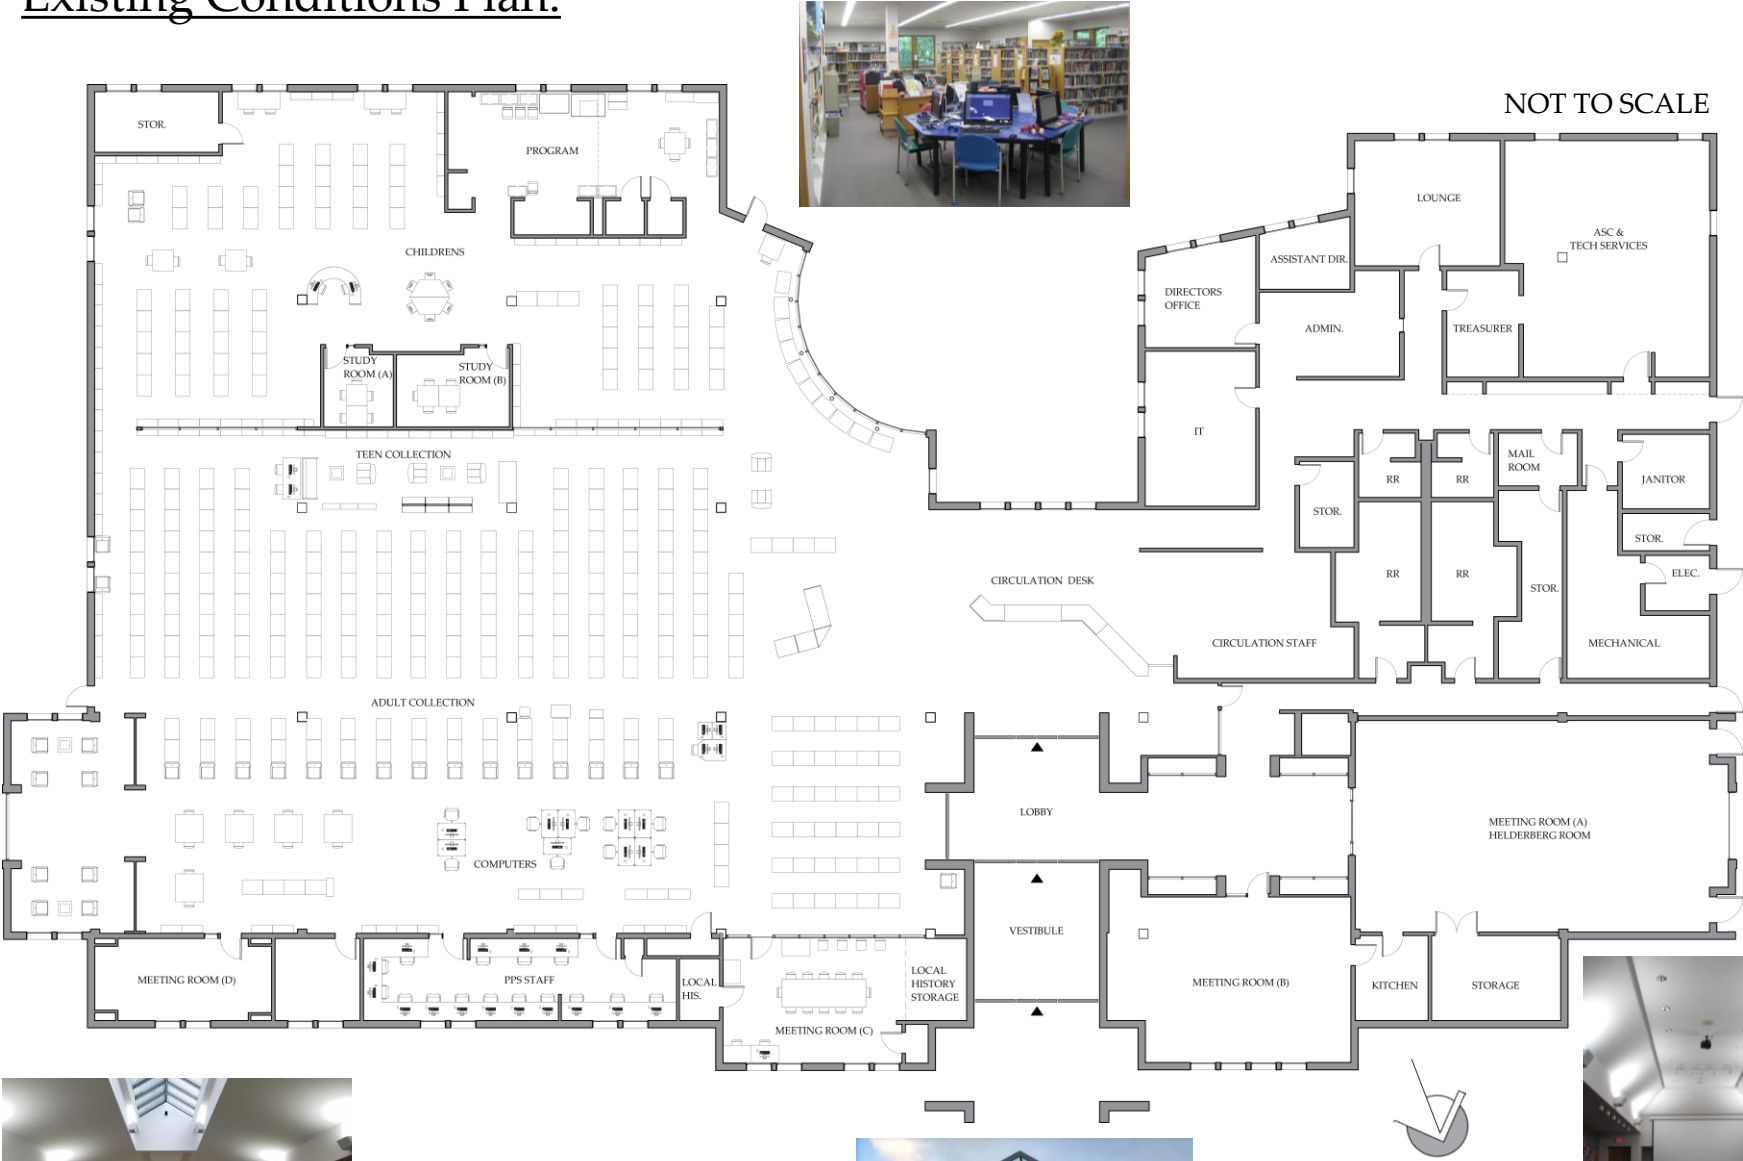 Existing Conditions Plan:
NOT TO SCALE
STOR.
PROGRAM
LOUNGE
ASC &
TECH SERVICES
CHILDRENS
ASSISTANT DIR.
DIRECTORS
OFFICE
ADMIN.
TREASURER
STUDY
ROOM (A)
STUDY
ROOM (B)
IT
TEEN COLLECTION
MAIL
ROOM
RR
RR
JANITOR
STOR.
STOR.
CIRCULATION DESK
RR
RR
ELEC.
STOR.
CIRCULATION STAFF
MECHANICAL
ADULT COLLECTION
LOBBY
MEETING ROOM (A)
HELDERBERG ROOM
COMPUTERS
VESTIBULE
MEETING ROOM (D)
PPS STAFF
LOCAL
HIS.
LOCAL
HISTORY
STORAGE
MEETING ROOM (B)
KITCHEN
STORAGE
MEETING ROOM (C)